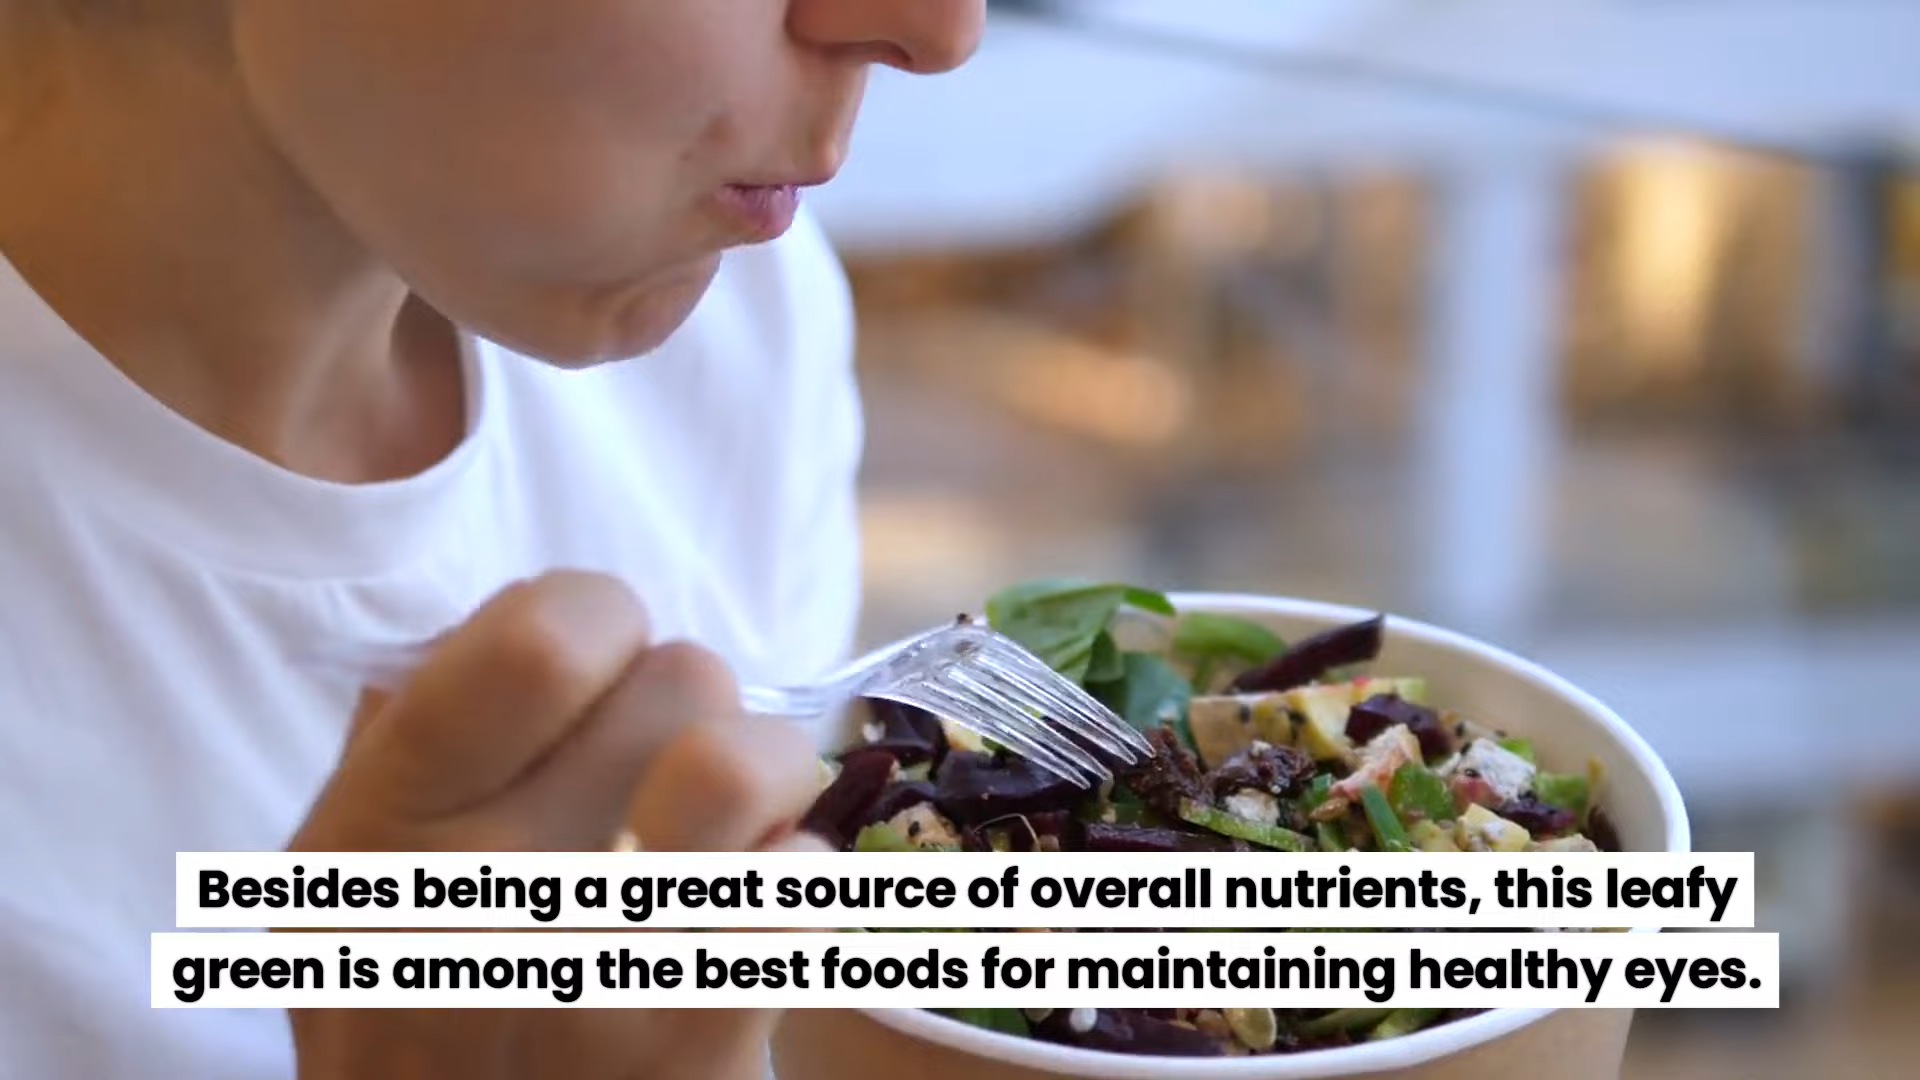 Besides being a great source of overall nutrients, this leafy
green is among the best foods for maintaining healthy eyes.